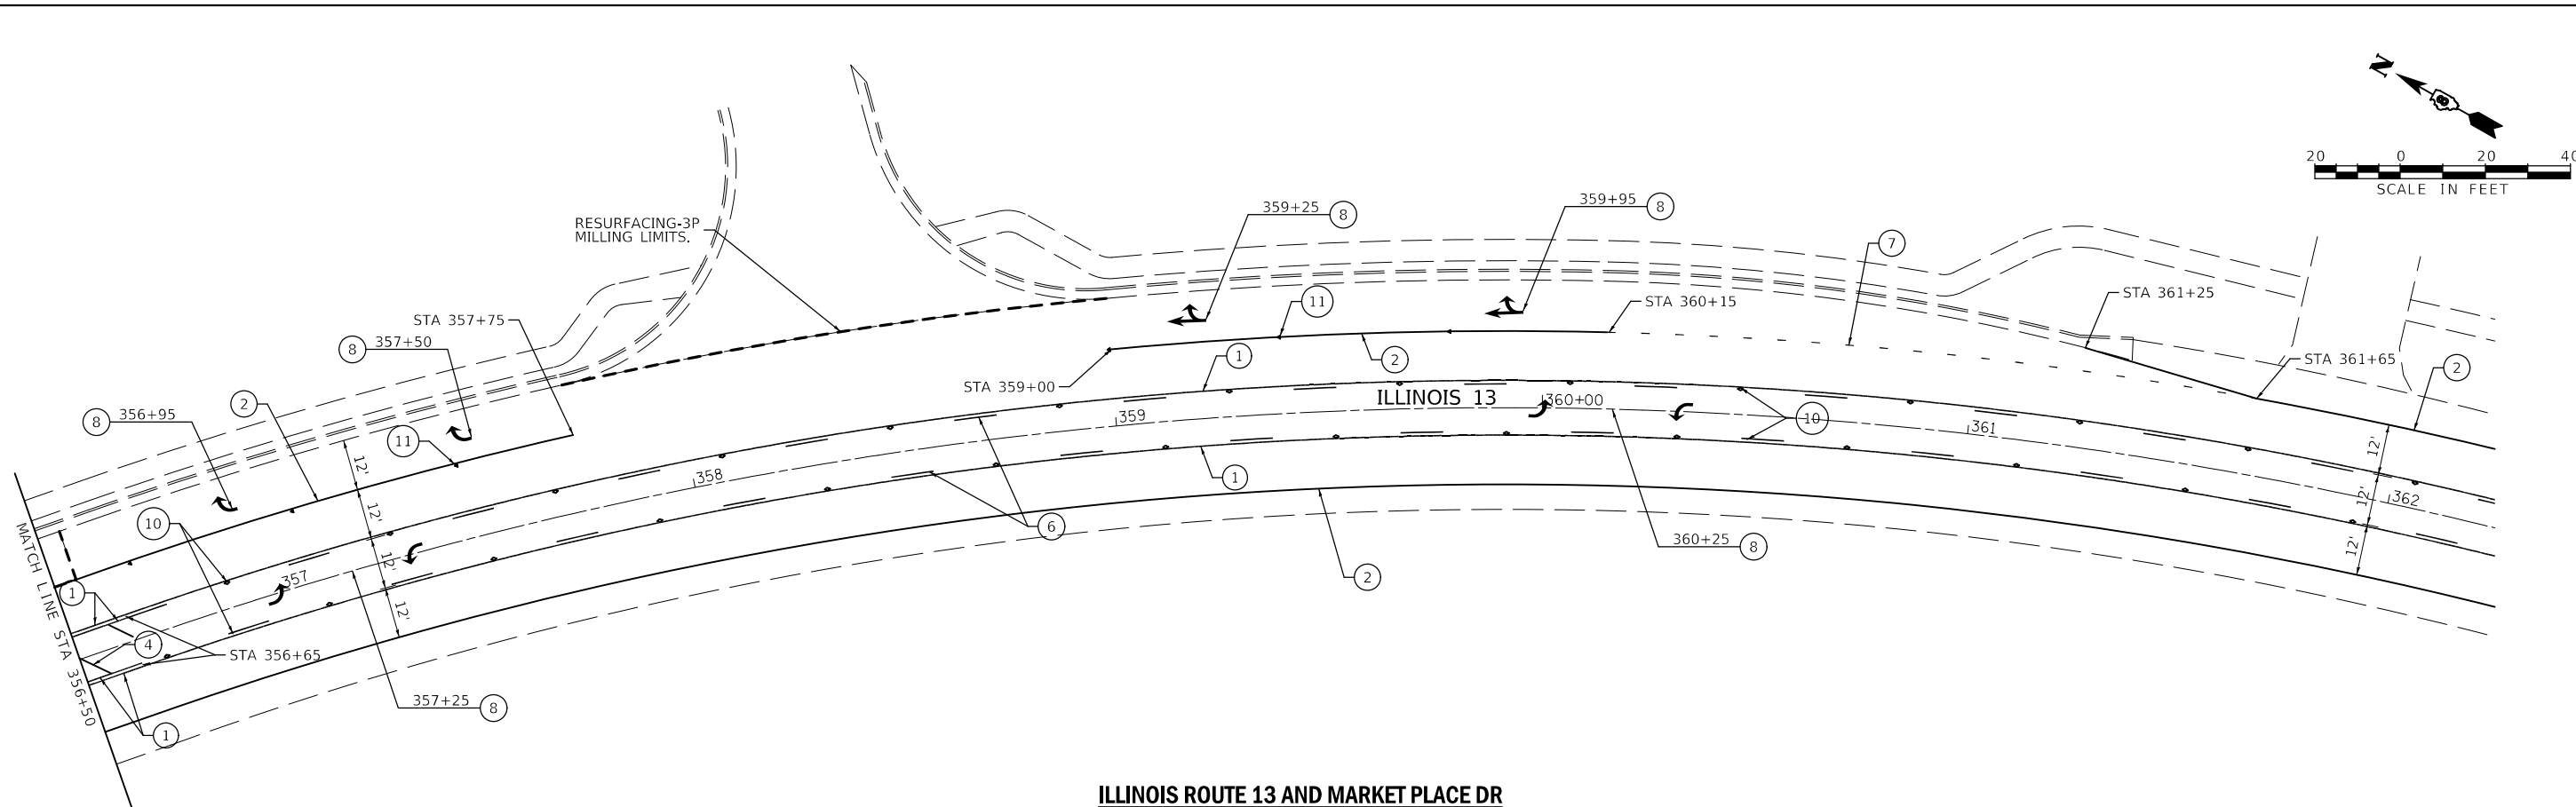 N
8
20 0 20 40
SCALE IN FEET
359+95 8
359+25 8
RESURFACING-3P
MILLING LIMITS.
7
STA 361+25
11
STA 360+15
STA 357+75
8 357+50
1
2
STA 361+65
2
STA 359+00
ILLINOIS 13
360+00
8 356+95
2
11
359
10
361
12'
12'
12'
12'
358
1
12'
12'
12'
362
10
6
360+25 8
357
2
1
4
STA 356+65
MATCH LINE STA 356+50
357+25 8
1
ILLINOIS ROUTE 13 AND MARKET PLACE DR